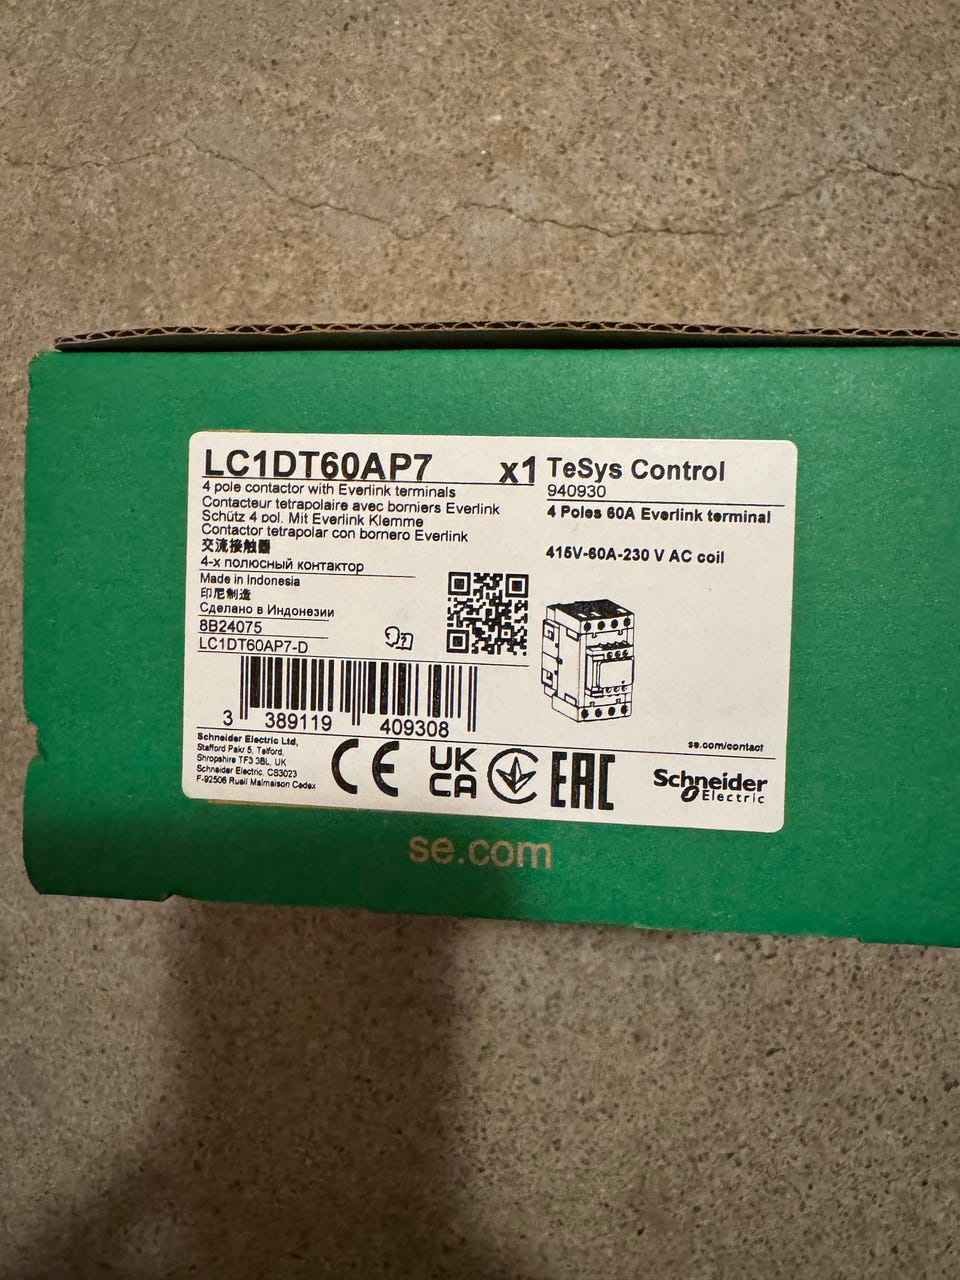 LC1DT60AP7
x1
4 pole contactor with Everlink terminals
Contacteur tetrapolaire avec borniers Everlink
Schütz 4 pol. Mit Everlink Klemme
Contactor tetrapolar con bornero Everlink
交流接触器
4-х полюсный контактор
Made in Indonesia
印尼制造
Сделано в Индонезии
8B24075
LC1DT60AP7-D
3 389119 409308
TeSys Control
940930
4 Poles 60A Everlink terminal
415V-60A-230 V AC coil
Schneider Electric Ltd,
Stafford Pakr 5, Telford,
Shropshire TF3 3BL, UK
Schneider Electric, CS3023
F-92506 Rueil Malmaison Cedex
CE
UK
CA
EAC
se.com/contact
Schneider
Electric
se.com